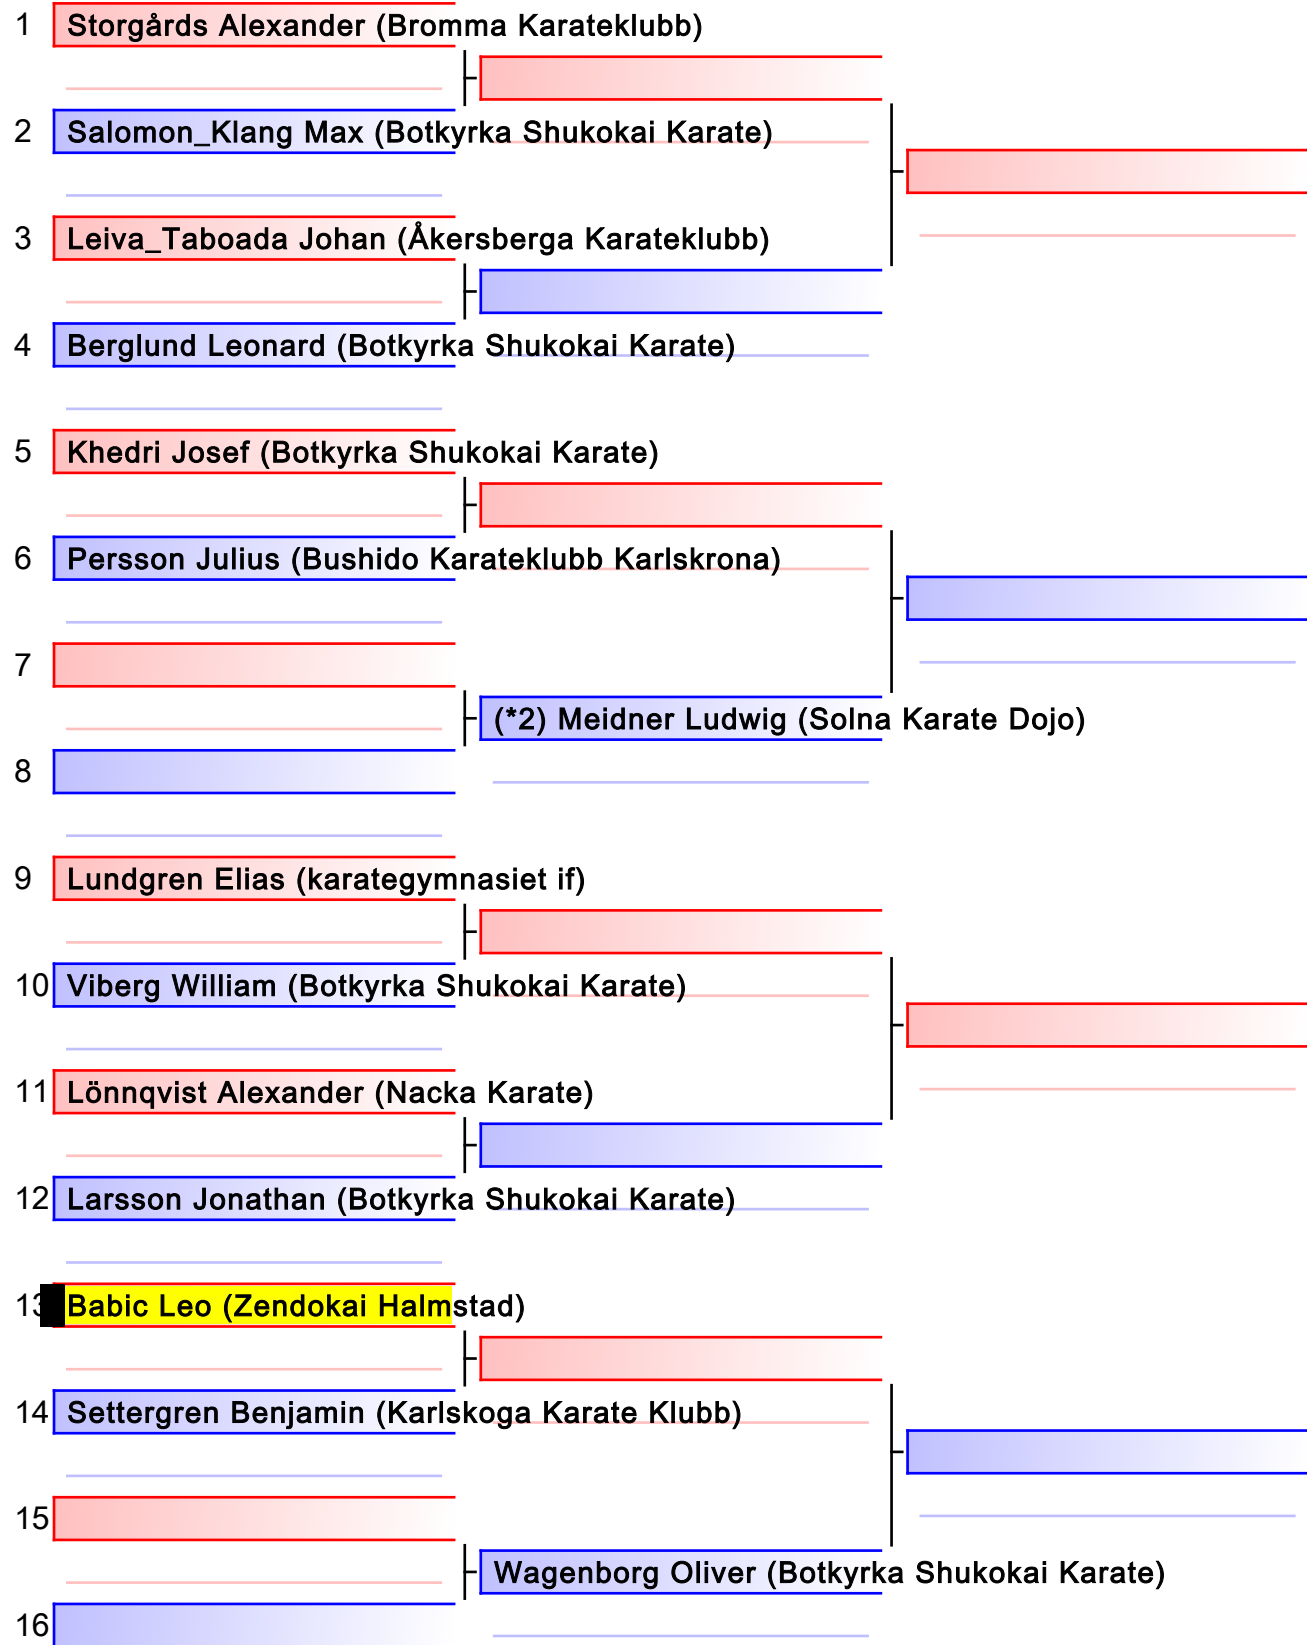 1 Storgårds Alexander (Bromma Karateklubb)
2 Salomon_Klang Max (Botkyrka Shukokai Karate)
3 Leiva_Taboada Johan (Åkersberga Karateklubb)
4 Berglund Leonard (Botkyrka Shukokai Karate)
5 Khedri Josef (Botkyrka Shukokai Karate)
6 Persson Julius (Bushido Karateklubb Karlskrona)
7
(*2) Meidner Ludwig (Solna Karate Dojo)
8
9 Lundgren Elias (karategymnasiet if)
10 Viberg William (Botkyrka Shukokai Karate)
11 Lönnqvist Alexander (Nacka Karate)
12 Larsson Jonathan (Botkyrka Shukokai Karate)
13 Babic Leo (Zendokai Halmstad)
14 Settergren Benjamin (Karlskoga Karate Klubb)
15
Wagenborg Oliver (Botkyrka Shukokai Karate)
16